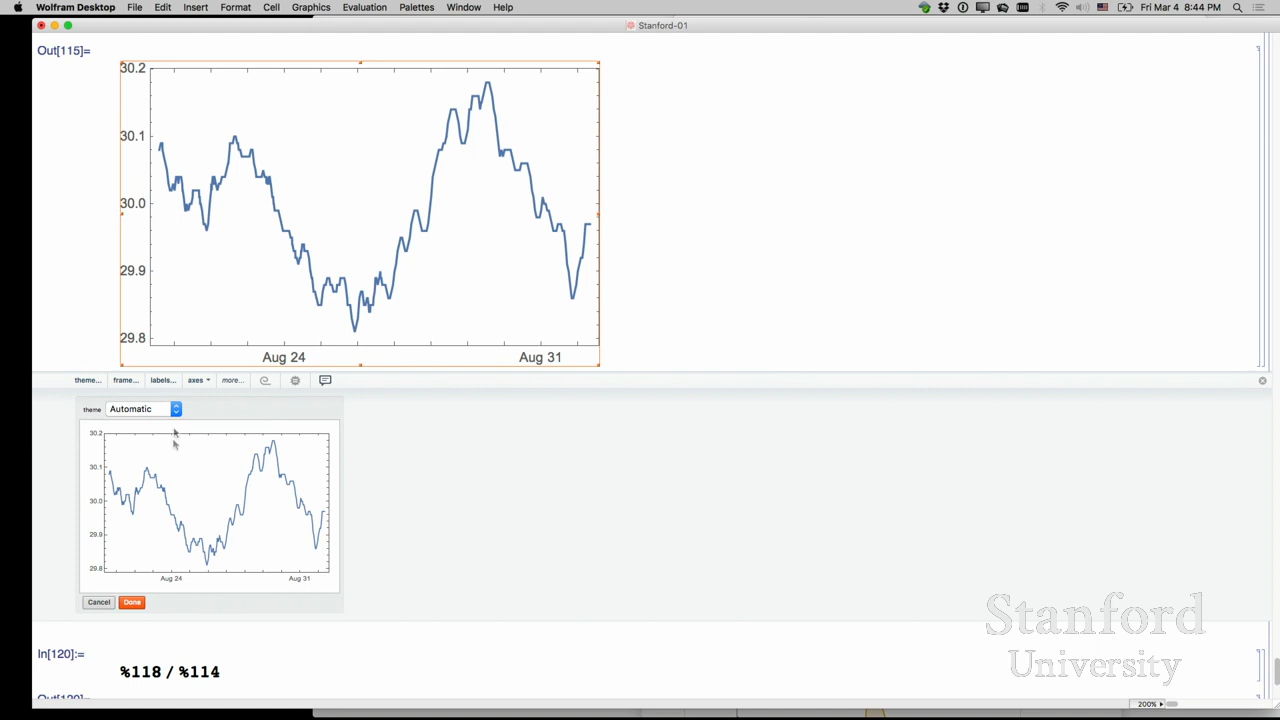 Wolfram Desktop File Edit Insert Format Cell Graphics Evaluation Palettes Window Help Fri Mar 4 8:44 PM
Stanford-01
Out[115]=
30.2
30.1
30.0
29.9
29.8
Aug 24 Aug 31
theme... frame... labels... axes more...
theme Automatic
30.2
30.1
30.0
29.9
29.8
Aug 24 Aug 31
Cancel Done
Stanford
University
In[120]:=
%118 / %114
Out[120]=
200%